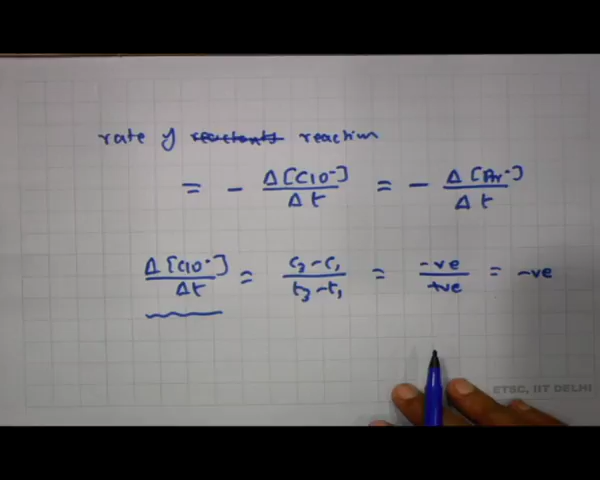 rate of reactants reaction
= - Δ[ClO⁻]/Δt = - Δ[Br⁻]/Δt
Δ[ClO⁻]/Δt = (c₂-c₁)/(t₂-t₁) = -ve/+ve = -ve
ETSC, IIT DELHI